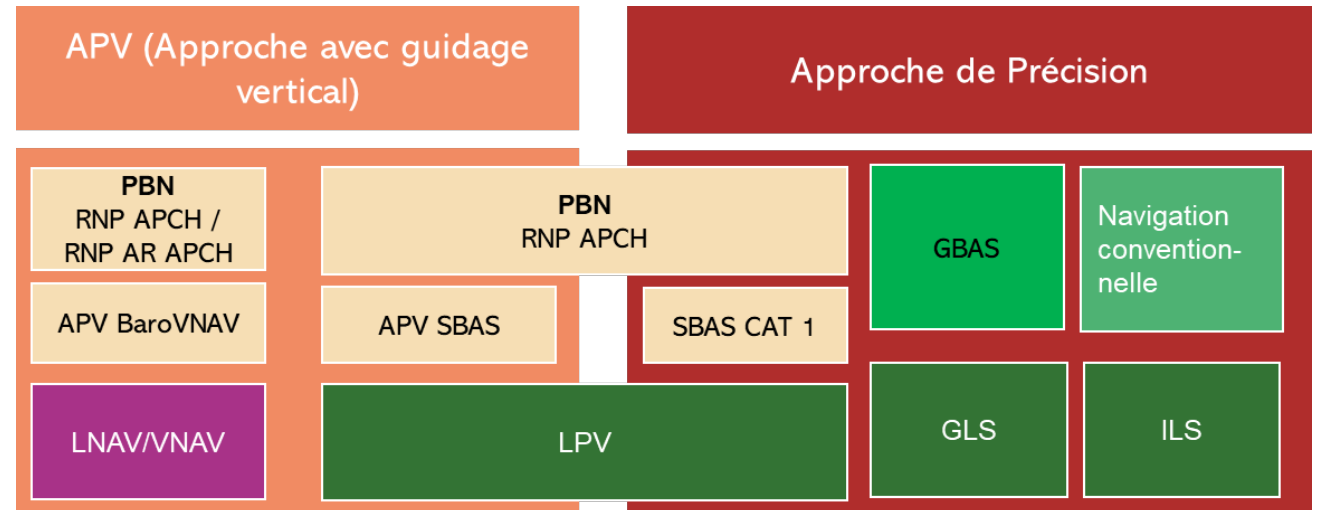 APV (Approche avec guidage
vertical)
Approche de Précision
PBN
RNP APCH /
RNP AR APCH
PBN
RNP APCH
GBAS
Navigation
convention-
nelle
APV BaroVNAV
APV SBAS
SBAS CAT 1
LNAV/VNAV
LPV
GLS
ILS